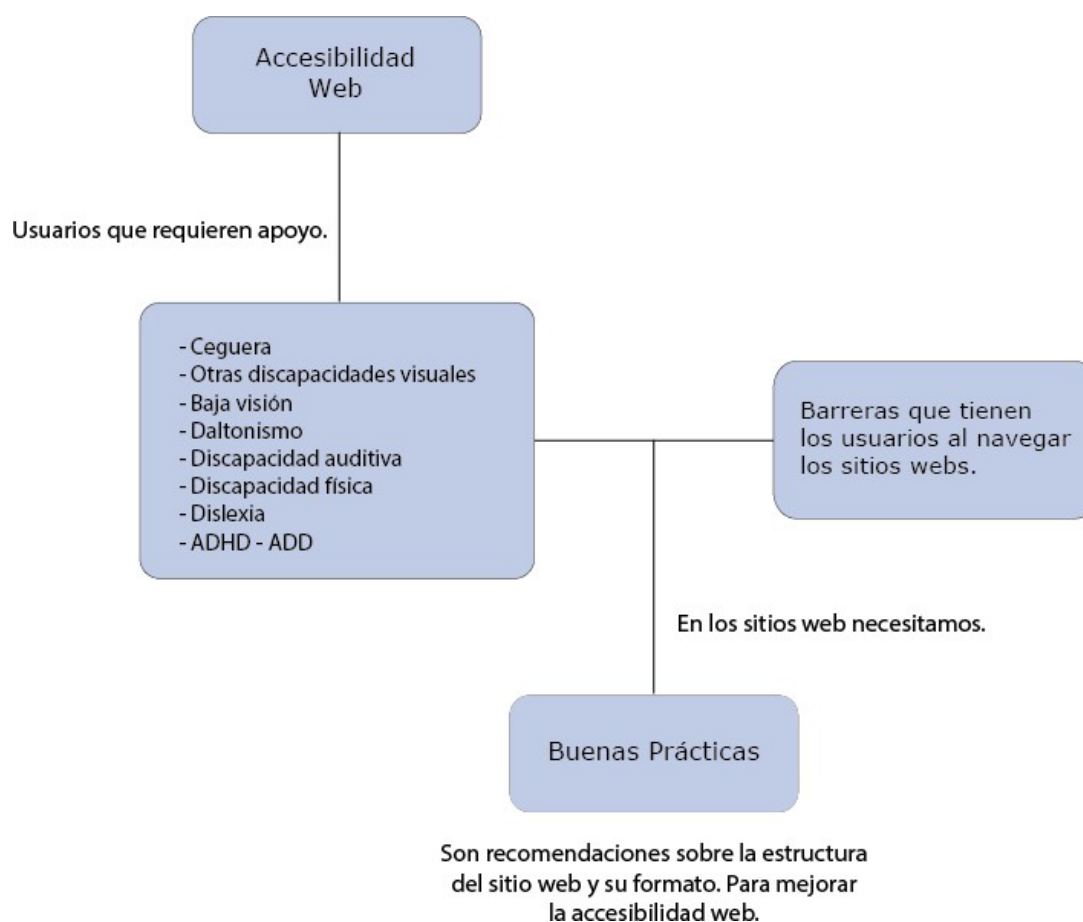 Accesibilidad
Web
Usuarios que requieren apoyo.
- Ceguera
- Otras discapacidades visuales
- Baja visión
- Daltonismo
- Discapacidad auditiva
- Discapacidad física
- Dislexia
- ADHD - ADD
Barreras que tienen
los usuarios al navegar
los sitios webs.
En los sitios web necesitamos.
Buenas Prácticas
Son recomendaciones sobre la estructura
del sitio web y su formato. Para mejorar
la accesibilidad web.